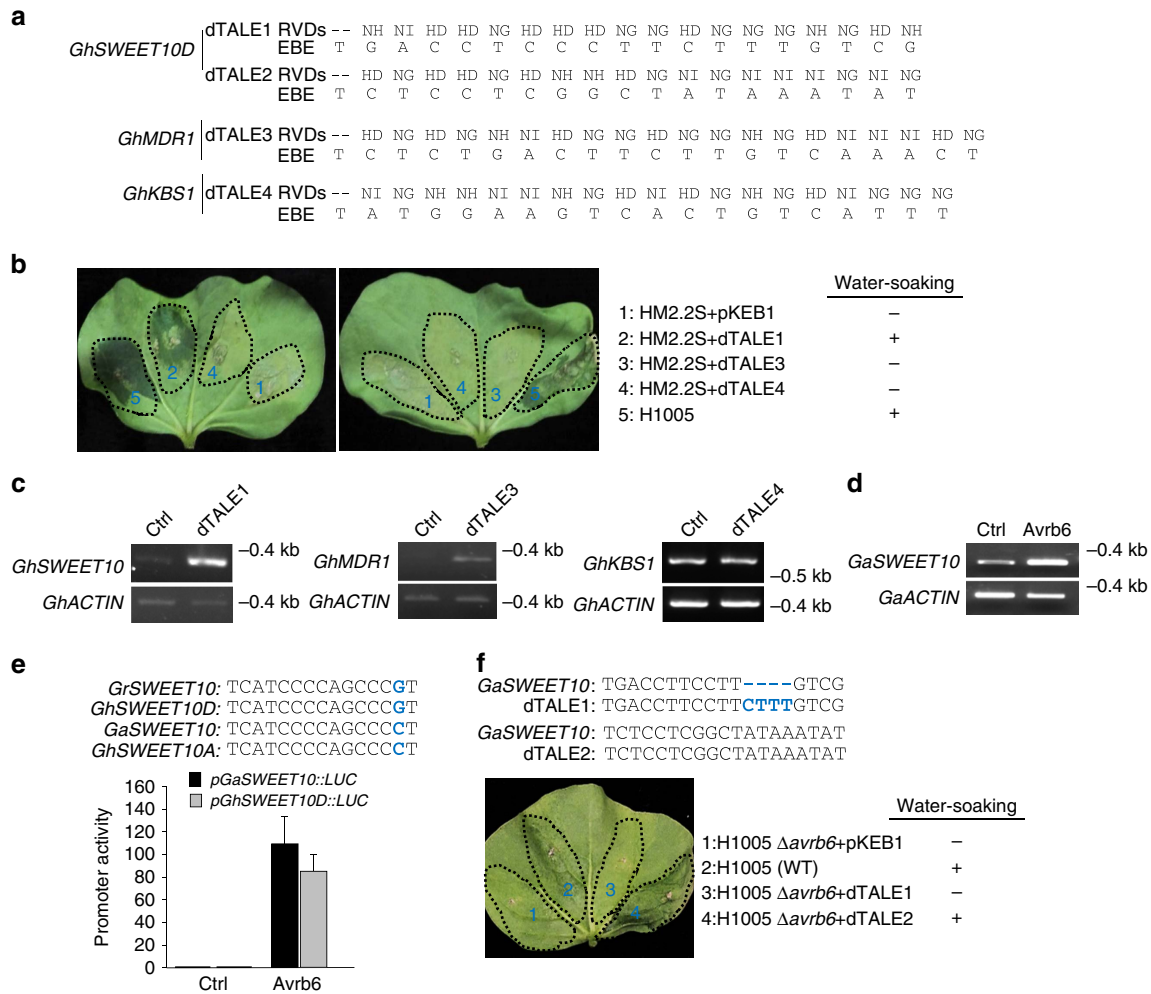 a
GhSWEET10D
dTALE1 RVDs -- NH NI HD HD NG HD HD HD NG NG HD NG NG NG NH NG HD NH
EBE T G A C C T C C C T T C T T T G T C G
dTALE2 RVDs -- HD NG HD HD NG HD NH NH HD NG NI NG NI NI NI NG NI NG
EBE T C T C C T C G G C T A T A A A T A T
GhMDR1
dTALE3 RVDs -- HD NG HD NG NH NI HD NG NG HD NG NG NH NG HD NI NI NI HD NG
EBE T C T C T G A C T T C T T G T C A A A C T
GhKBS1
dTALE4 RVDs -- NI NG NH NH NI NI NH NG HD NI HD NG NH NG HD NI NG NG NG
EBE T A T G G A A G T C A C T G T C A T T T
b
5 2 4 1
1 4 3 5
Water-soaking
1: HM2.2S+pKEB1 –
2: HM2.2S+dTALE1 +
3: HM2.2S+dTALE3 –
4: HM2.2S+dTALE4 –
5: H1005 +
c
Ctrl dTALE1
GhSWEET10 –0.4 kb
GhACTIN –0.4 kb
Ctrl dTALE3
GhMDR1 –0.4 kb
GhACTIN –0.4 kb
Ctrl dTALE4
GhKBS1 –0.5 kb
GhACTIN –0.4 kb
d
Ctrl Avrb6
GaSWEET10 –0.4 kb
GaACTIN –0.4 kb
e
GrSWEET10: TCATCCCCAGCCCGT
GhSWEET10D: TCATCCCCAGCCCGT
GaSWEET10: TCATCCCCAGCCCCT
GhSWEET10A: TCATCCCCAGCCCCT
pGaSWEET10::LUC
pGhSWEET10D::LUC
Promoter activity
160
140
120
100
80
60
40
20
0
Ctrl Avrb6
f
GaSWEET10: TGACCTTCCTT----GTCG
dTALE1: TGACCTTCCTTCTTTGTCG
GaSWEET10: TCTCCTCGGCTATAAATAT
dTALE2: TCTCCTCGGCTATAAATAT
1 2 3 4
Water-soaking
1:H1005 Δavrb6+pKEB1 –
2:H1005 (WT) +
3:H1005 Δavrb6+dTALE1 –
4:H1005 Δavrb6+dTALE2 +